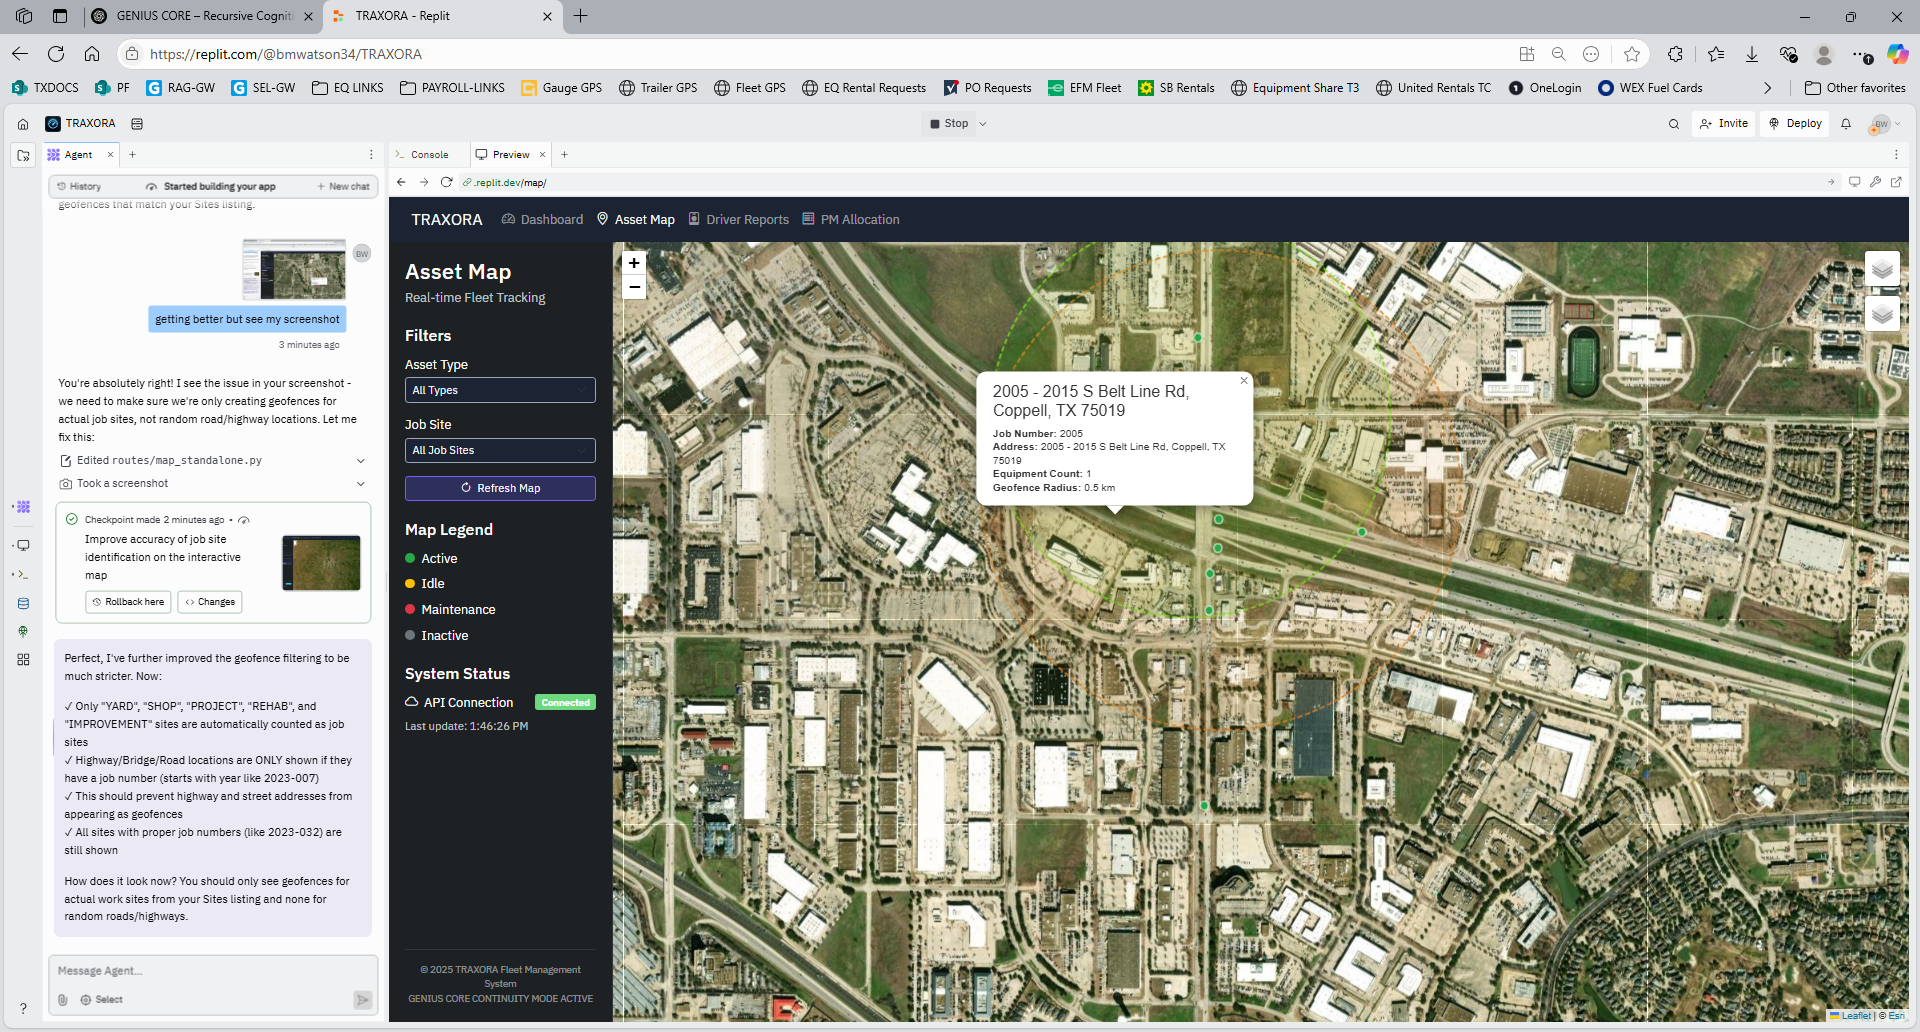 GENIUS CORE – Recursive Cognit
TRAXORA - Replit
https://replit.com/@bmwatson34/TRAXORA
TXDOCS
PF
RAG-GW
SEL-GW
EQ LINKS
PAYROLL-LINKS
Gauge GPS
Trailer GPS
Fleet GPS
EQ Rental Requests
PO Requests
EFM Fleet
SB Rentals
Equipment Share T3
United Rentals TC
OneLogin
WEX Fuel Cards
Other favorites
TRAXORA
Stop
Invite
Deploy
BW
Agent
Console
Preview
.replit.dev/map/
History
Started building your app
New chat
geofences that match your Sites listing.
BW
getting better but see my screenshot
3 minutes ago
You're absolutely right! I see the issue in your screenshot -
we need to make sure we're only creating geofences for
actual job sites, not random road/highway locations. Let me
fix this:
Edited routes/map_standalone.py
Took a screenshot
Checkpoint made 2 minutes ago •
Improve accuracy of job site
identification on the interactive
map
Rollback here
Changes
Perfect, I've further improved the geofence filtering to be
much stricter. Now:
✓ Only "YARD", "SHOP", "PROJECT", "REHAB", and
"IMPROVEMENT" sites are automatically counted as job
sites
✓ Highway/Bridge/Road locations are ONLY shown if they
have a job number (starts with year like 2023-007)
✓ This should prevent highway and street addresses from
appearing as geofences
✓ All sites with proper job numbers (like 2023-032) are
still shown
How does it look now? You should only see geofences for
actual work sites from your Sites listing and none for
random roads/highways.
Message Agent...
Select
?
TRAXORA
Dashboard
Asset Map
Driver Reports
PM Allocation
Asset Map
Real-time Fleet Tracking
Filters
Asset Type
All Types
Job Site
All Job Sites
Refresh Map
Map Legend
Active
Idle
Maintenance
Inactive
System Status
API Connection
Connected
Last update: 1:46:26 PM
© 2025 TRAXORA Fleet Management
System
GENIUS CORE CONTINUITY MODE ACTIVE
+
−
2005 - 2015 S Belt Line Rd,
Coppell, TX 75019
Job Number: 2005
Address: 2005 - 2015 S Belt Line Rd, Coppell, TX
75019
Equipment Count: 1
Geofence Radius: 0.5 km
Leaflet | © Esri